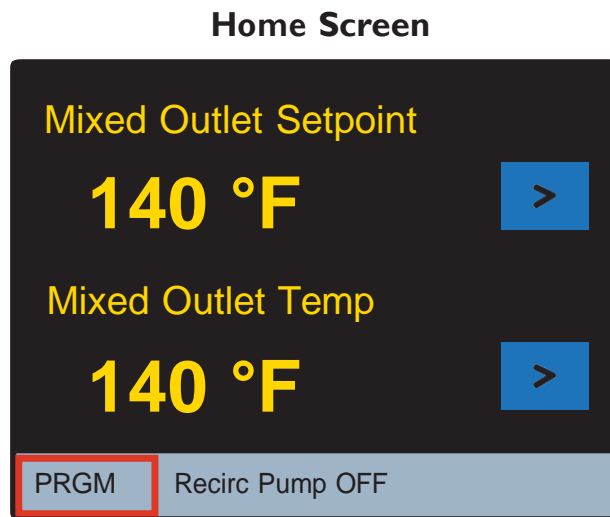 Home Screen
Mixed Outlet Setpoint
140 °F
>
Mixed Outlet Temp
140 °F
>
PRGM Recirc Pump OFF